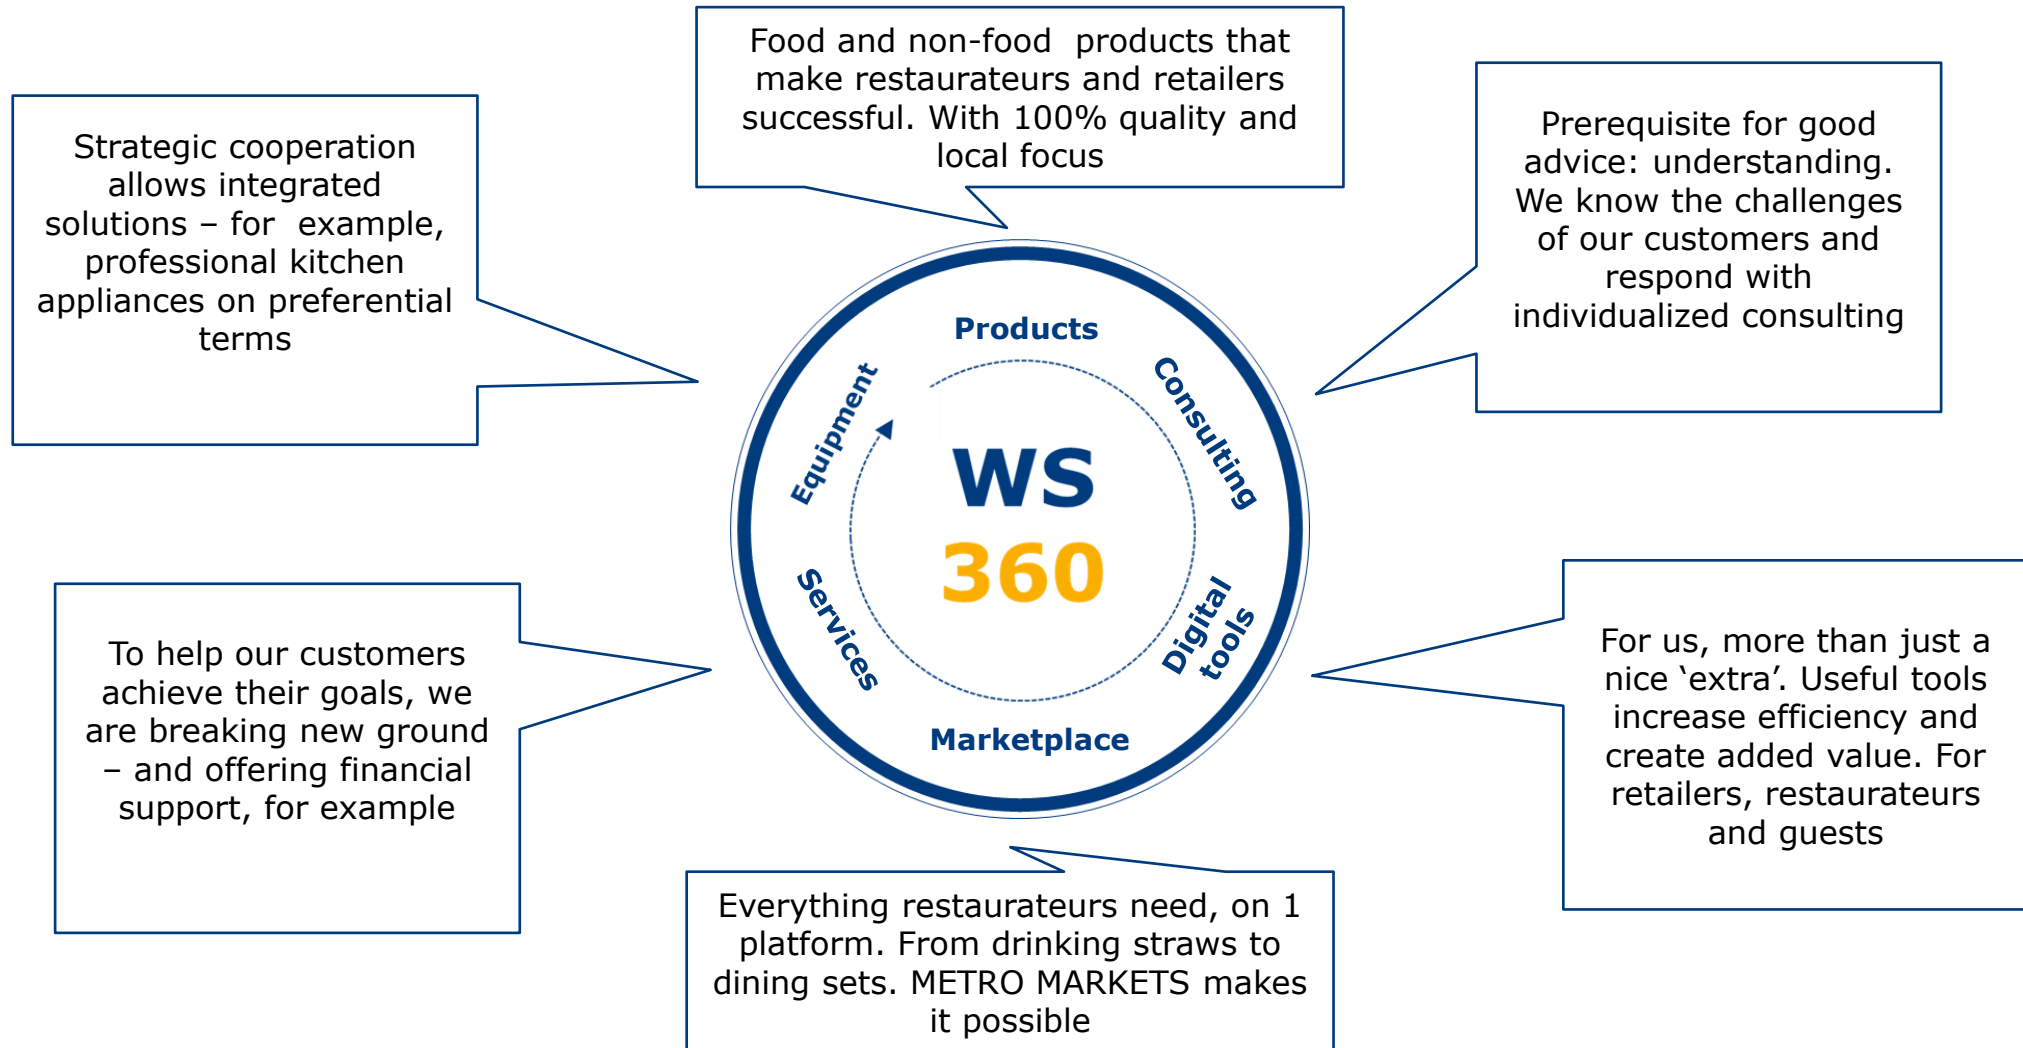 Food and non-food products that
make restaurateurs and retailers
successful. With 100% quality and
local focus
Strategic cooperation
allows integrated
solutions – for example,
professional kitchen
appliances on preferential
terms
Prerequisite for good
advice: understanding.
We know the challenges
of our customers and
respond with
individualized consulting
Products
Consulting
Digital
tools
Marketplace
Services
Equipment
WS
360
To help our customers
achieve their goals, we
are breaking new ground
– and offering financial
support, for example
For us, more than just a
nice ‘extra’. Useful tools
increase efficiency and
create added value. For
retailers, restaurateurs
and guests
Everything restaurateurs need, on 1
platform. From drinking straws to
dining sets. METRO MARKETS makes
it possible